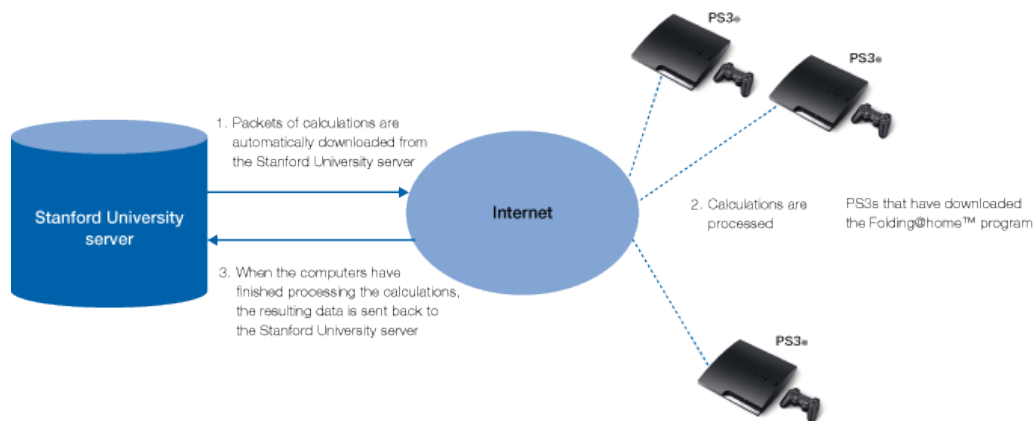 PS3®
PS3®
1. Packets of calculations are
automatically downloaded from
the Stanford University server
Stanford University
server
Internet
2. Calculations are
processed
PS3s that have downloaded
the Folding@home™ program
3. When the computers have
finished processing the calculations,
the resulting data is sent back to
the Stanford University server
PS3®